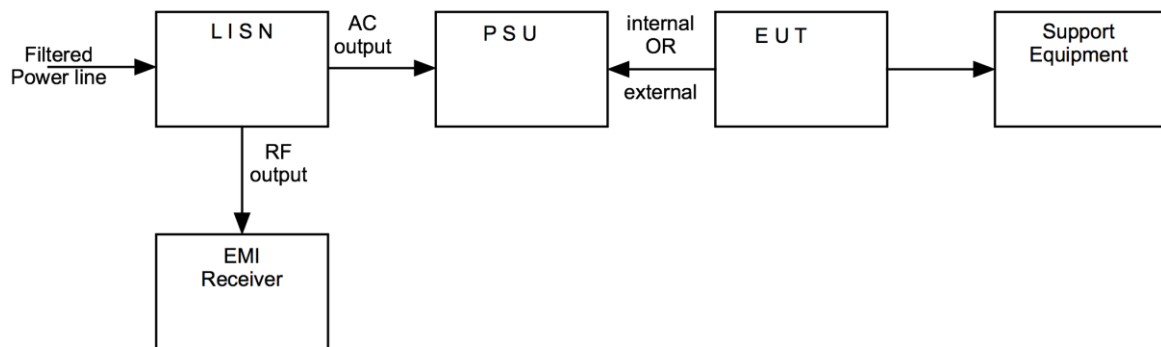 L I S N
AC
output
P S U
internal
OR
external
E U T
Support
Equipment
Filtered
Power line
RF
output
EMI
Receiver